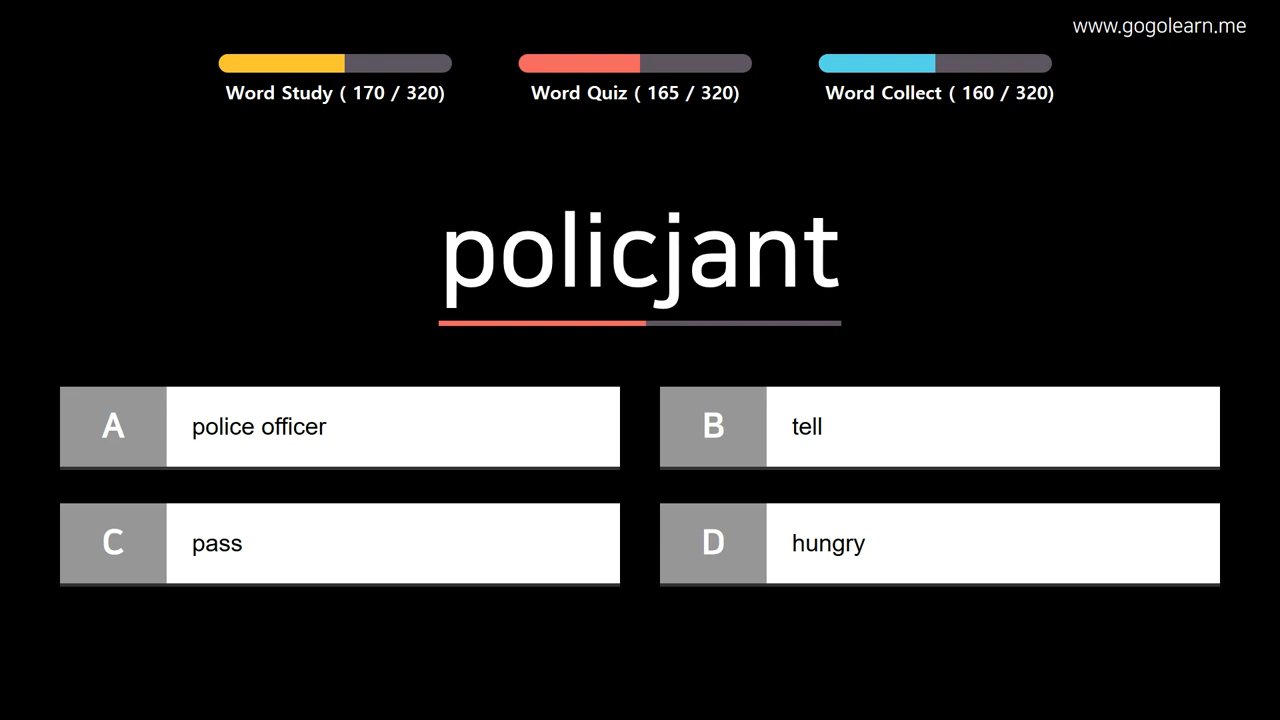 www.gogolearn.me
Word Study ( 170 / 320)
Word Quiz ( 165 / 320)
Word Collect ( 160 / 320)
policjant
A police officer
B tell
C pass
D hungry